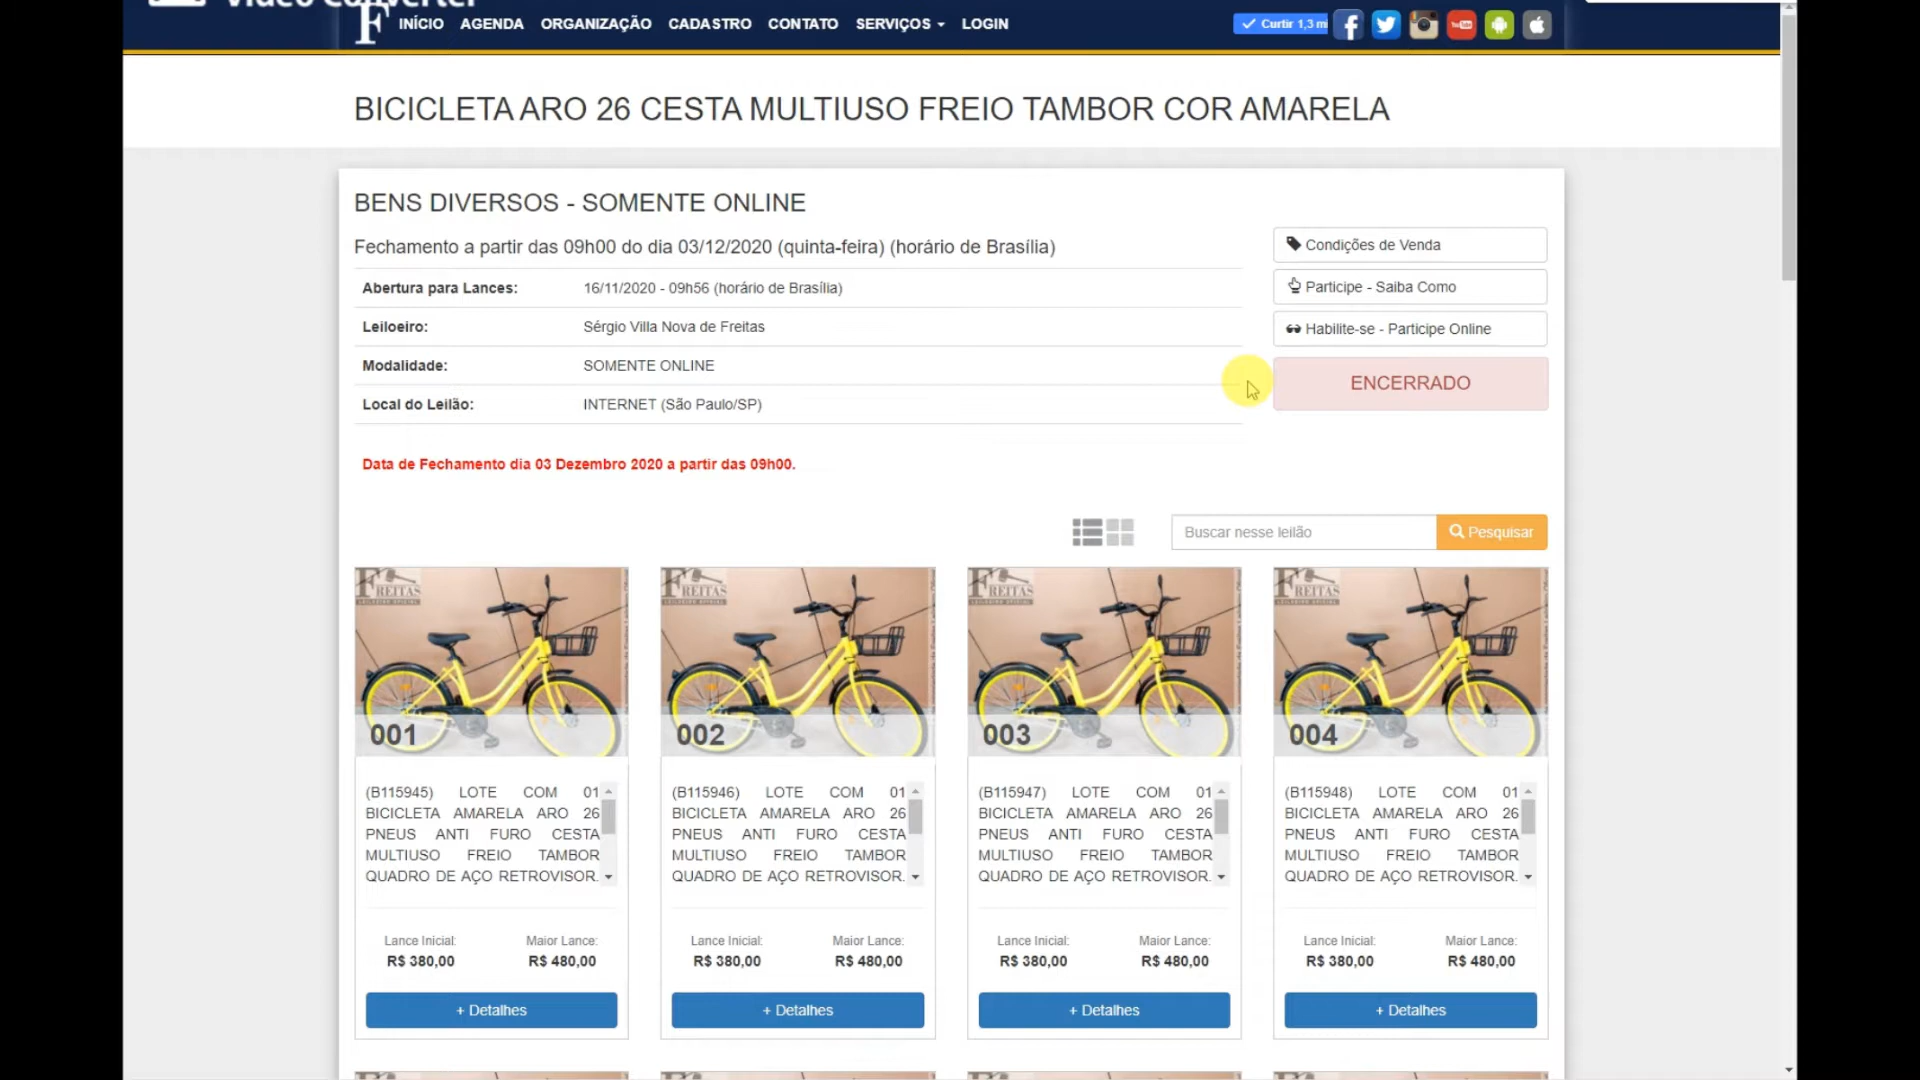 INÍCIO AGENDA ORGANIZAÇÃO CADASTRO CONTATO SERVIÇOS LOGIN
Curtir 1,3 mi
BICICLETA ARO 26 CESTA MULTIUSO FREIO TAMBOR COR AMARELA
BENS DIVERSOS - SOMENTE ONLINE
Fechamento a partir das 09h00 do dia 03/12/2020 (quinta-feira) (horário de Brasília)
Abertura para Lances: 16/11/2020 - 09h56 (horário de Brasília)
Leiloeiro: Sérgio Villa Nova de Freitas
Modalidade: SOMENTE ONLINE
Local do Leilão: INTERNET (São Paulo/SP)
Condições de Venda
Participe - Saiba Como
Habilite-se - Participe Online
ENCERRADO
Data de Fechamento dia 03 Dezembro 2020 a partir das 09h00.
Buscar nesse leilão
Pesquisar
FREITAS
001
(B115945) LOTE COM 01
BICICLETA AMARELA ARO 26
PNEUS ANTI FURO CESTA
MULTIUSO FREIO TAMBOR
QUADRO DE AÇO RETROVISOR.
Lance Inicial: Maior Lance:
R$ 380,00 R$ 480,00
+ Detalhes
FREITAS
002
(B115946) LOTE COM 01
BICICLETA AMARELA ARO 26
PNEUS ANTI FURO CESTA
MULTIUSO FREIO TAMBOR
QUADRO DE AÇO RETROVISOR.
Lance Inicial: Maior Lance:
R$ 380,00 R$ 480,00
+ Detalhes
FREITAS
003
(B115947) LOTE COM 01
BICICLETA AMARELA ARO 26
PNEUS ANTI FURO CESTA
MULTIUSO FREIO TAMBOR
QUADRO DE AÇO RETROVISOR.
Lance Inicial: Maior Lance:
R$ 380,00 R$ 480,00
+ Detalhes
FREITAS
004
(B115948) LOTE COM 01
BICICLETA AMARELA ARO 26
PNEUS ANTI FURO CESTA
MULTIUSO FREIO TAMBOR
QUADRO DE AÇO RETROVISOR.
Lance Inicial: Maior Lance:
R$ 380,00 R$ 480,00
+ Detalhes